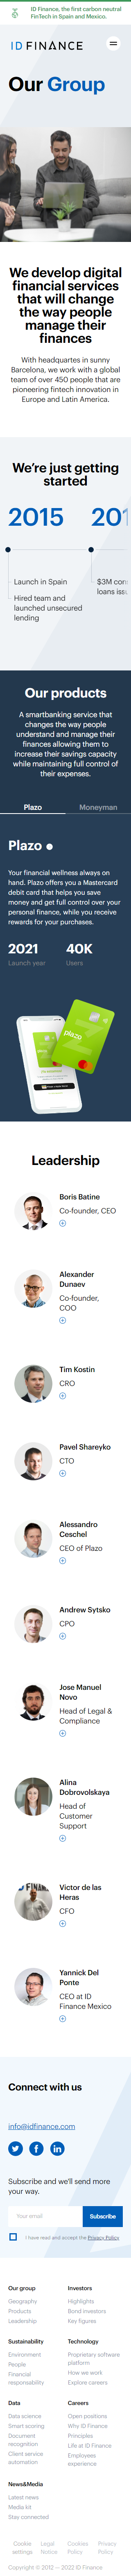 ID Finance, the first carbon neutral
FinTech in Spain and Mexico.
ID FINANCE
Our Group
We develop digital
financial services
that will change
the way people
manage their
finances
With headquartes in sunny
Barcelona, we work with a global
team of over 450 people that are
pioneering fintech innovation in
Europe and Latin America.
We're just getting
started
2015
201
Launch in Spain
Hired team and
launched unsecured
lending
$3M
loans
Our products
A smartbanking service that
changes the way people
understand and manage their
finances allowing them to
increase their savings capacity
while maintaining full control of
their expenses.
Plazo
Moneyman
Plazo
Your financial wellness always on
hand. Plazo offers you a Mastercard
debit card that helps you save
money and get full control over your
personal finance, while you receive
rewards for your purchases.
2021
40K
Launch year
Users
plazo
Leadership
Boris Batine
Co-founder, CEO
Alexander
Dunaev
Co-founder,
COO
Tim Kostin
CRO
Pavel Shareyko
CTO
Alessandro
Ceschel
CEO of Plazo
Andrew Sytsko
CPO
Jose Manuel
Novo
Head of Legal &
Compliance
Alina
Dobrovolskaya
Head of
Customer
Support
Victor de las
Heras
CFO
Yannick Del
Ponte
CEO at ID
Finance Mexico
Connect with us
info@idfinance.com
Subscribe and we'll send more
your way.
Your email
Subscribe
I have read and accept the Privacy Policy
Our group
Geography
Products
Leadership
Investors
Highlights
Bond investors
Key figures
Sustainability
Environment
People
Financial
responsability
Technology
Proprietary software
platform
How we work
Explore careers
Data
Data science
Smart scoring
Document
recognition
Client service
automation
Careers
Open positions
Why ID Finance
Principles
Life at ID Finance
Employees
experience
News&Media
Latest news
Media kit
Stay connected
Cookie
settings
Legal
Notice
Cookies
Policy
Privacy
Policy
Copyright © 2012 — 2022 ID Finance